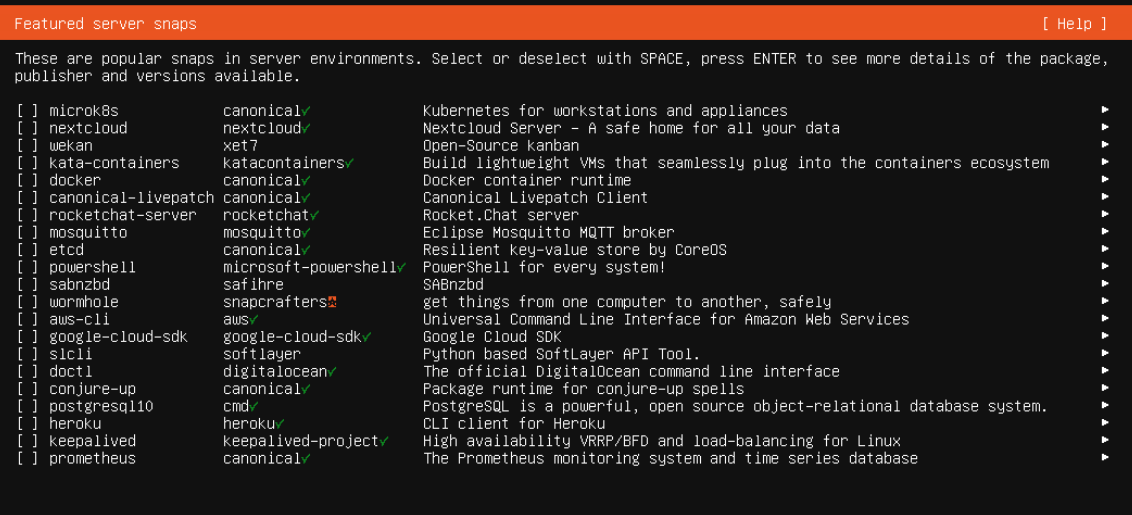 Featured server snaps [ Help ]
These are popular snaps in server environments. Select or deselect with SPACE, press ENTER to see more details of the package,
publisher and versions available.
[ ] microk8s canonical✓ Kubernetes for workstations and appliances ▸
[ ] nextcloud nextcloud✓ Nextcloud Server - A safe home for all your data ▸
[ ] wekan xet7 Open-Source kanban ▸
[ ] kata-containers katacontainers✓ Build lightweight VMs that seamlessly plug into the containers ecosystem ▸
[ ] docker canonical✓ Docker container runtime ▸
[ ] canonical-livepatch canonical✓ Canonical Livepatch Client ▸
[ ] rocketchat-server rocketchat✓ Rocket.Chat server ▸
[ ] mosquitto mosquitto✓ Eclipse Mosquitto MQTT broker ▸
[ ] etcd canonical✓ Resilient key-value store by CoreOS ▸
[ ] powershell microsoft-powershell✓ PowerShell for every system! ▸
[ ] sabnzbd safihre SABnzbd ▸
[ ] wormhole snapcrafters get things from one computer to another, safely ▸
[ ] aws-cli aws✓ Universal Command Line Interface for Amazon Web Services ▸
[ ] google-cloud-sdk google-cloud-sdk✓ Google Cloud SDK ▸
[ ] slcli softlayer Python based SoftLayer API Tool. ▸
[ ] doctl digitalocean✓ The official DigitalOcean command line interface ▸
[ ] conjure-up canonical✓ Package runtime for conjure-up spells ▸
[ ] postgresql10 cmd✓ PostgreSQL is a powerful, open source object-relational database system. ▸
[ ] heroku heroku✓ CLI client for Heroku ▸
[ ] keepalived keepalived-project✓ High availability VRRP/BFD and load-balancing for Linux ▸
[ ] prometheus canonical✓ The Prometheus monitoring system and time series database ▸